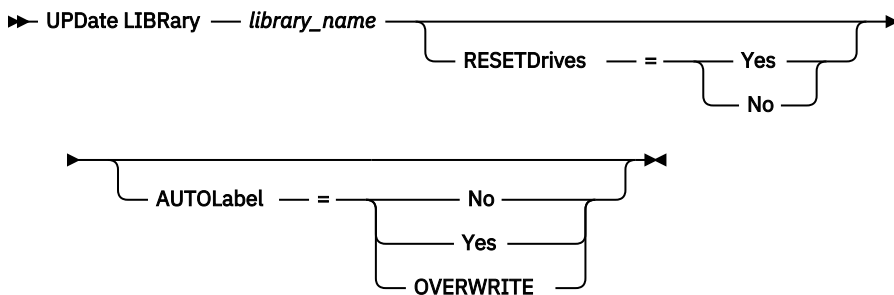 UPDate LIBRary library_name
RESETDrives = Yes
No
AUTOLabel = No
Yes
OVERWRITE